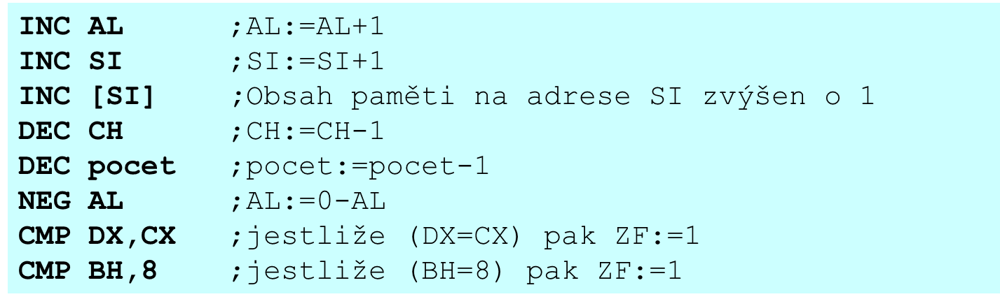 INC AL ;AL:=AL+1
INC SI ;SI:=SI+1
INC [SI] ;Obsah paměti na adrese SI zvýšen o 1
DEC CH ;CH:=CH-1
DEC pocet ;pocet:=pocet-1
NEG AL ;AL:=0-AL
CMP DX,CX ;jestliže (DX=CX) pak ZF:=1
CMP BH,8 ;jestliže (BH=8) pak ZF:=1